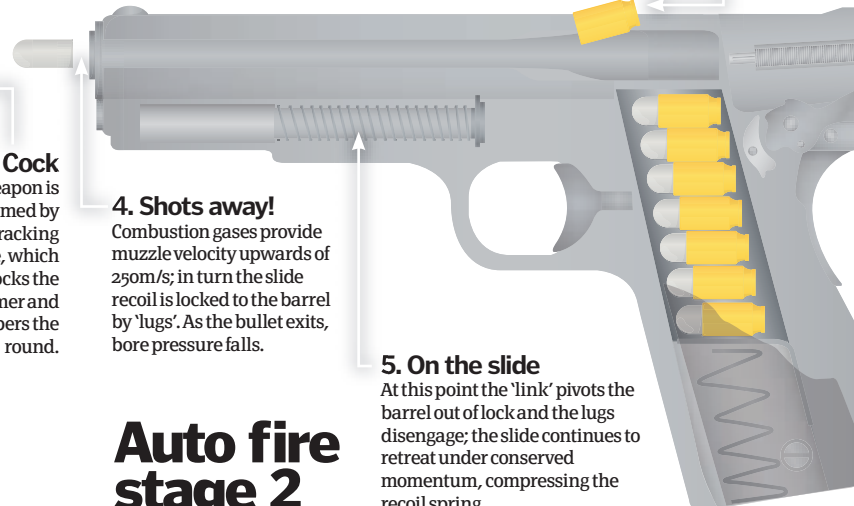 Cock
eapon is
med by
racking
, which
ocks the
mer and
bers the
round.
4. Shots away!
Combustion gases provide
muzzle velocity upwards of
250m/s; in turn the slide
recoil is locked to the barrel
by ‘lugs’. As the bullet exits,
bore pressure falls.
5. On the slide
At this point the ‘link’ pivots the
barrel out of lock and the lugs
disengage; the slide continues to
retreat under conserved
momentum, compressing the
recoil spring
Auto fire
stage 2